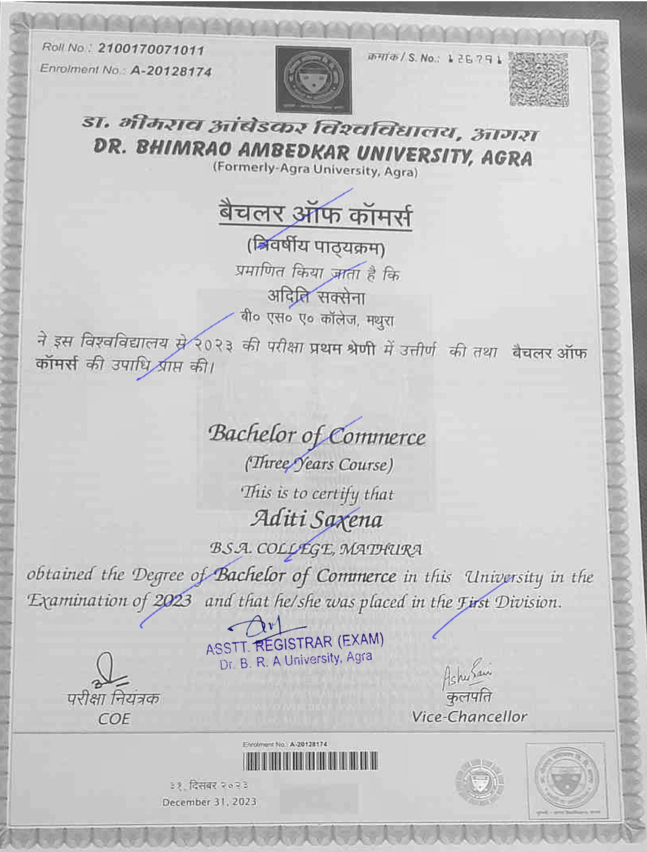 Roll No.: 2100170071011
Enrolment No.: A-20128174
क्रमांक / S. No.: 126791
डा. भीमराव आंबेडकर विश्वविद्यालय, आगरा
DR. BHIMRAO AMBEDKAR UNIVERSITY, AGRA
(Formerly-Agra University, Agra)
बैचलर ऑफ कॉमर्स
(त्रिवर्षीय पाठ्यक्रम)
प्रमाणित किया जाता है कि
अदिति सक्सेना
बी० एस० ए० कॉलेज, मथुरा
ने इस विश्वविद्यालय से २०२३ की परीक्षा प्रथम श्रेणी में उत्तीर्ण की तथा बैचलर ऑफ
कॉमर्स की उपाधि प्राप्त की।
Bachelor of Commerce
(Three Years Course)
This is to certify that
Aditi Saxena
B.S.A. COLLEGE, MATHURA
obtained the Degree of Bachelor of Commerce in this University in the
Examination of 2023 and that he/she was placed in the First Division.
ASSTT. REGISTRAR (EXAM)
Dr. B. R. A University, Agra
परीक्षा नियंत्रक
COE
कुलपति
Vice-Chancellor
Enrolment No.: A-20128174
३१, दिसंबर २०२३
December 31, 2023